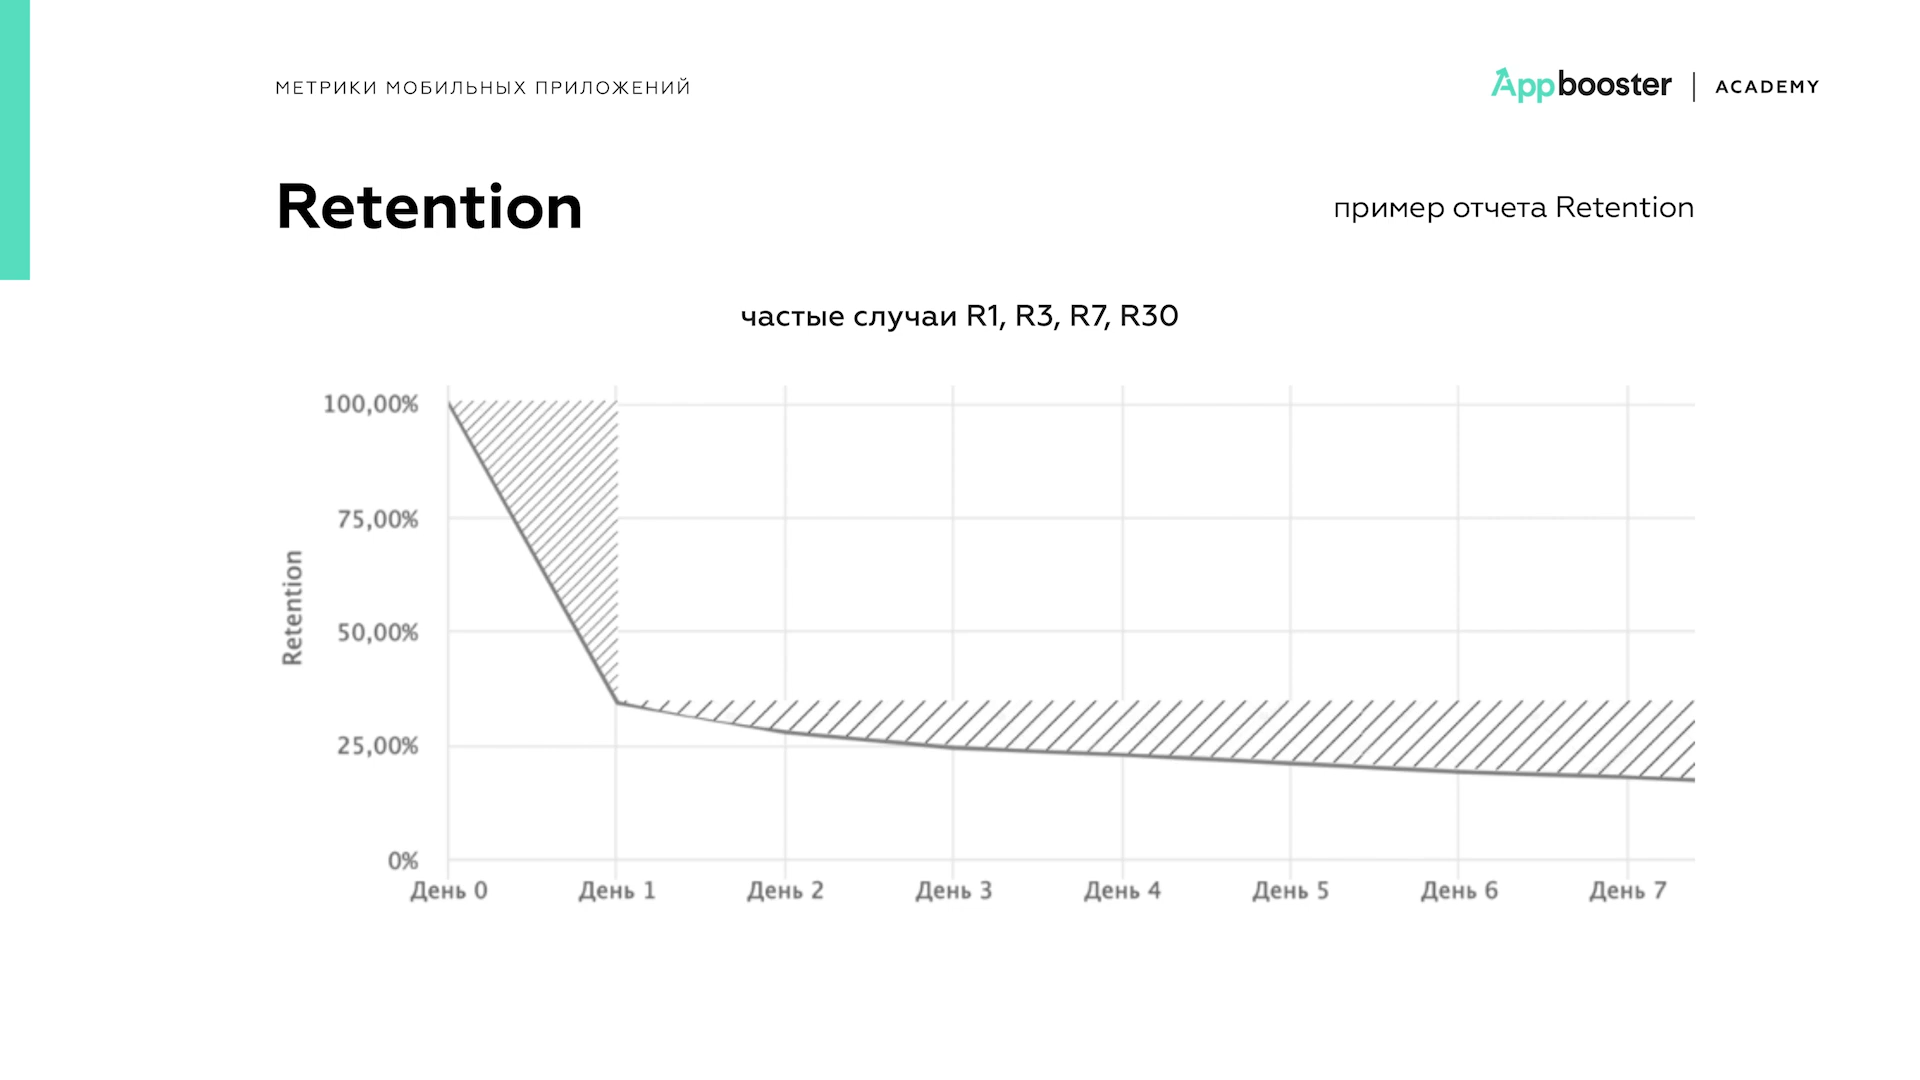 МЕТРИКИ МОБИЛЬНЫХ ПРИЛОЖЕНИЙ
Appbooster | ACADEMY
Retention
пример отчета Retention
частые случаи R1, R3, R7, R30
100,00%
75,00%
50,00%
25,00%
0%
Retention
День 0 День 1 День 2 День 3 День 4 День 5 День 6 День 7